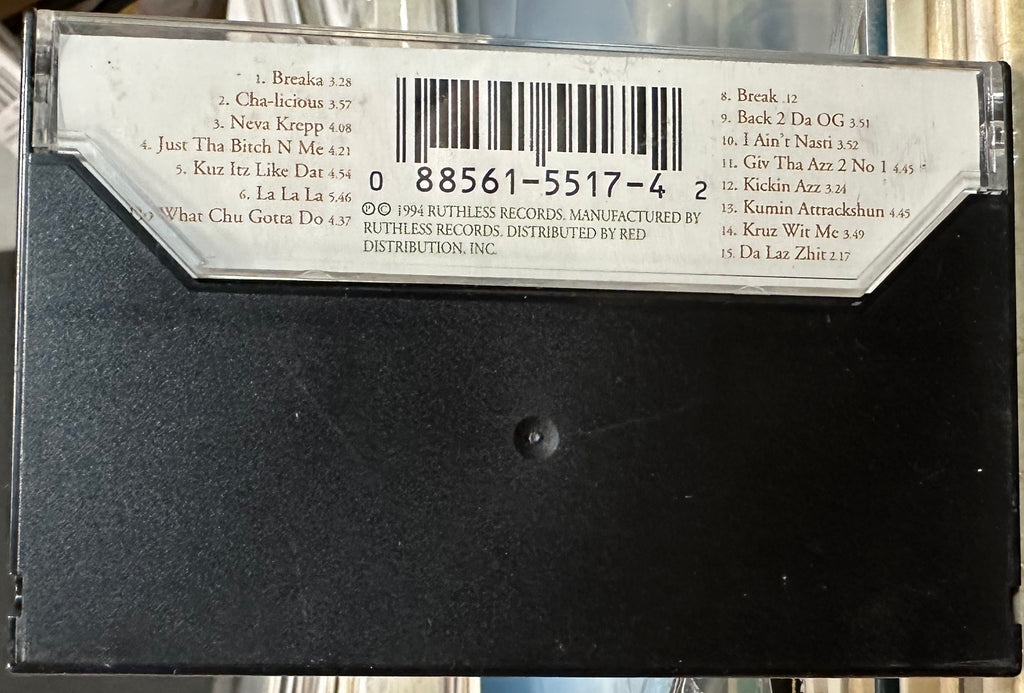 1. Breaka 3.28
2. Cha-licious 3.57
3. Neva Krepp 4.08
4. Just Tha Bitch N Me 4.21
5. Kuz Itz Like Dat 4.54
6. La La La 5.46
What Chu Gotta Do 4.37
0 88561-5517-4 2
℗© 1994 RUTHLESS RECORDS. MANUFACTURED BY
RUTHLESS RECORDS. DISTRIBUTED BY RED
DISTRIBUTION, INC.
8. Break .12
9. Back 2 Da OG 3.51
10. I Ain't Nasti 3.52
11. Giv Tha Azz 2 No 1 4.45
12. Kickin Azz 3.24
13. Kumin Attrackshun 4.45
14. Kruz Wit Me 3.49
15. Da Laz Zhit 2.17